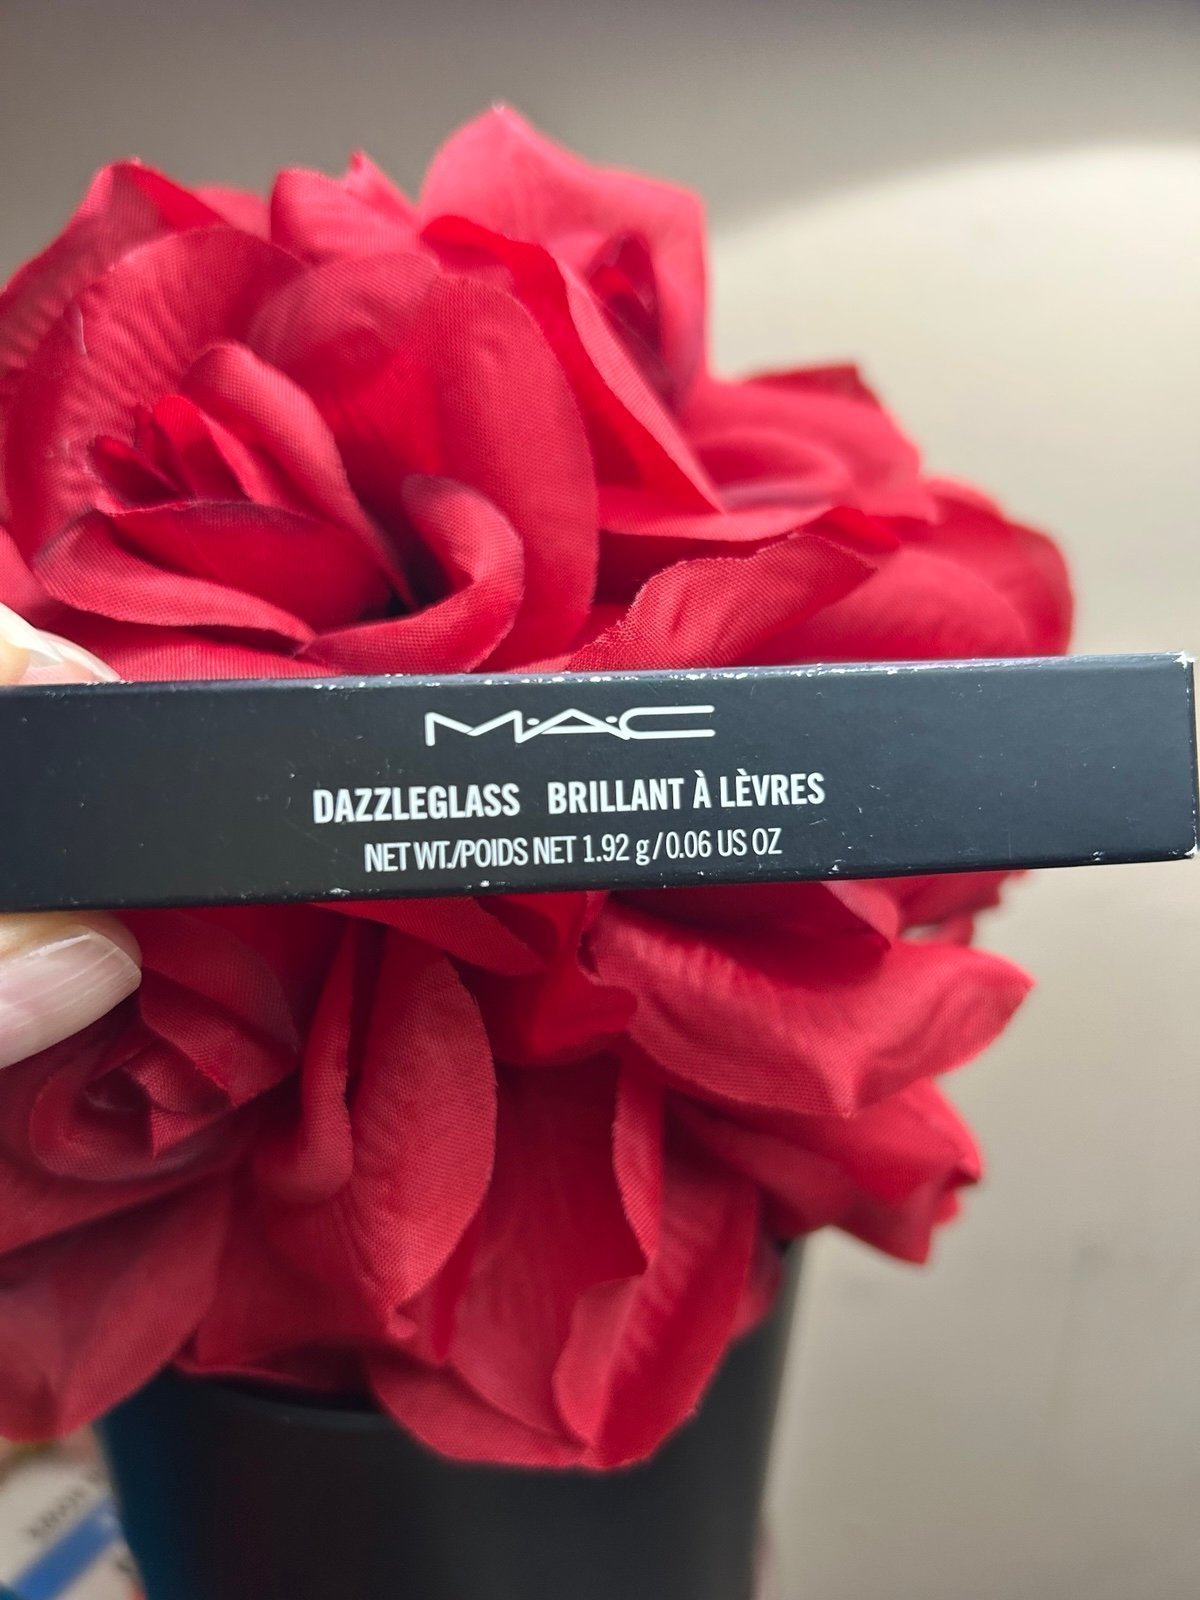 M·A·C
DAZZLEGLASS BRILLANT À LÈVRES
NET WT./POIDS NET 1.92 g/0.06 US OZ